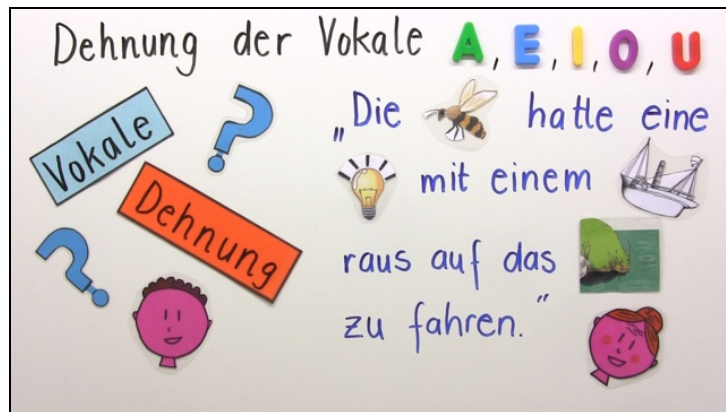 Dehnung der Vokale A, E, I, O, U
Vokale
?
Dehnung
?
„Die hatte eine
mit einem
raus auf das
zu fahren."